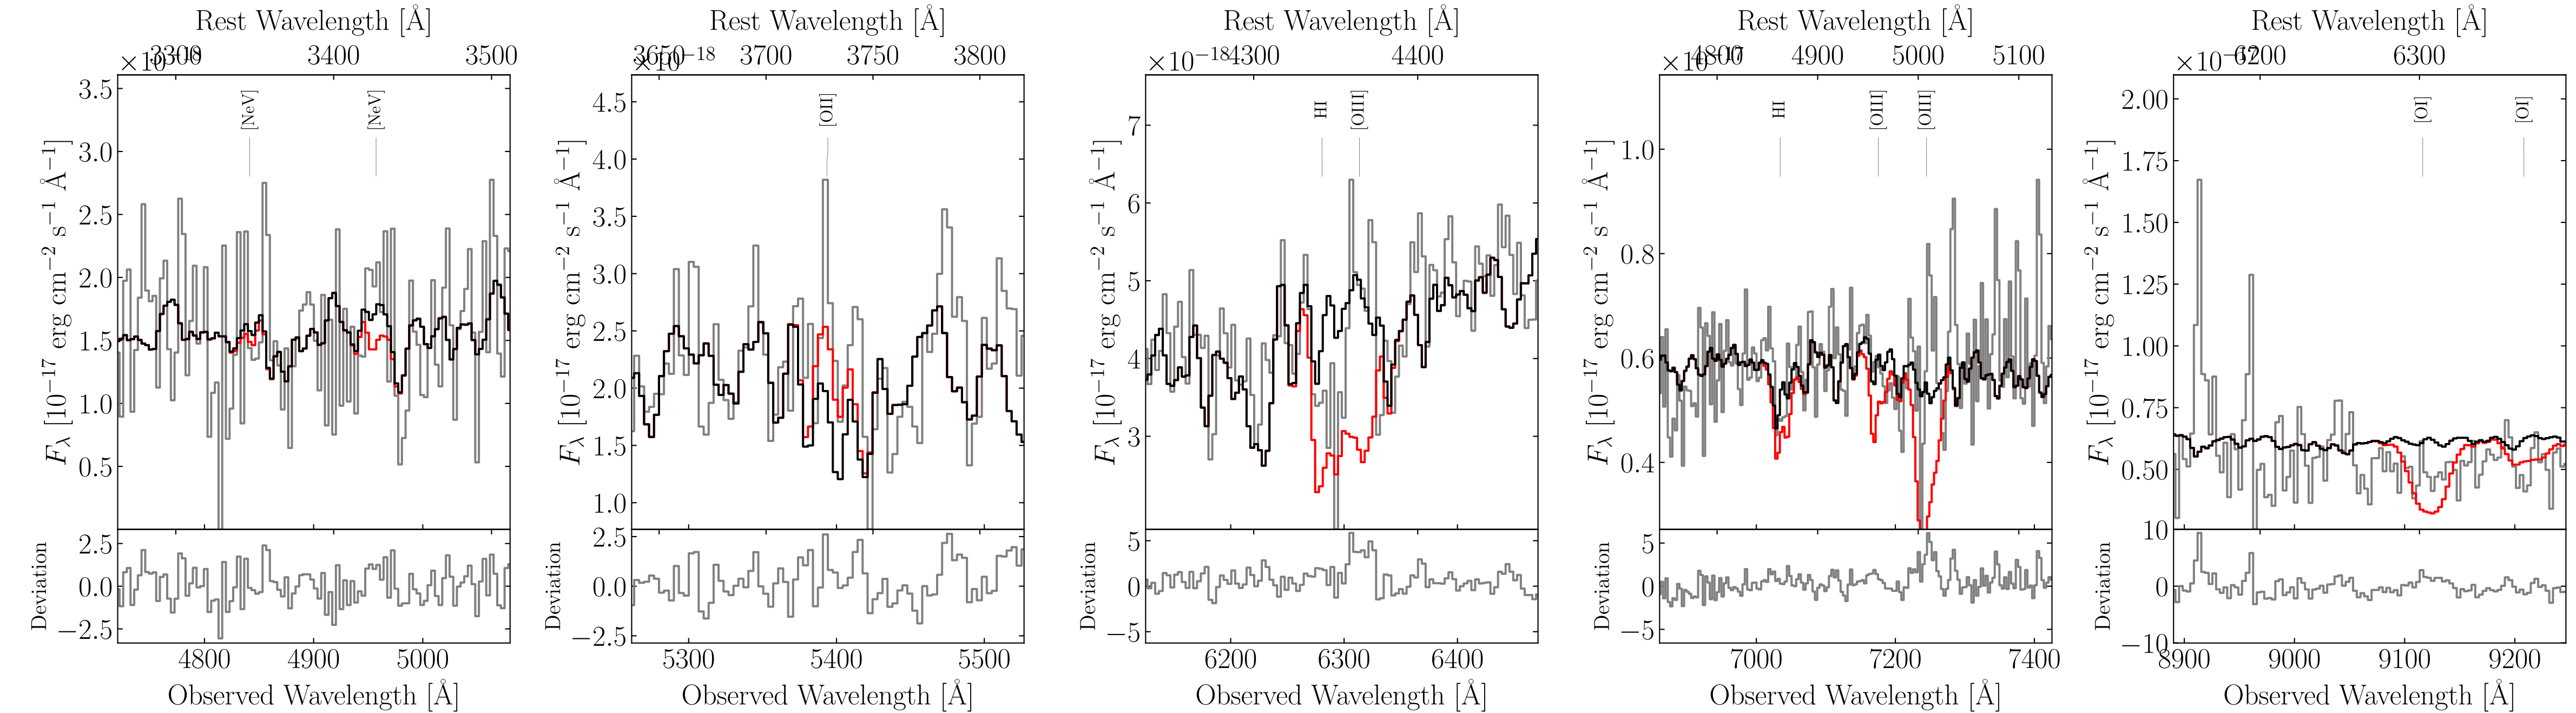 Rest Wavelength [Å]
3400 3500
[NeV] [NeV]
F_λ [10^−17 erg cm^−2 s^−1 Å^−1]
3.5
3.0
2.5
2.0
1.5
1.0
0.5
Deviation
2.5
0.0
−2.5
4800 4900 5000
Observed Wavelength [Å]
Rest Wavelength [Å]
3650 3700 3750 3800
×10^−18
[OII]
F_λ [10^−17 erg cm^−2 s^−1 Å^−1]
4.5
4.0
3.5
3.0
2.5
2.0
1.5
1.0
Deviation
2.5
0.0
−2.5
5300 5400 5500
Observed Wavelength [Å]
Rest Wavelength [Å]
×10^−18 4300 4400
HI [OIII]
F_λ [10^−17 erg cm^−2 s^−1 Å^−1]
7
6
5
4
3
Deviation
5
0
−5
6200 6300 6400
Observed Wavelength [Å]
Rest Wavelength [Å]
4800 4900 5000 5100
HI [OIII] [OIII]
F_λ [10^−17 erg cm^−2 s^−1 Å^−1]
1.0
0.8
0.6
0.4
Deviation
5
0
−5
7000 7200 7400
Observed Wavelength [Å]
Rest Wavelength [Å]
6200 6300
[OI] [OI]
F_λ [10^−17 erg cm^−2 s^−1 Å^−1]
2.00
1.75
1.50
1.25
1.00
0.75
0.50
Deviation
10
0
−10
8900 9000 9100 9200
Observed Wavelength [Å]